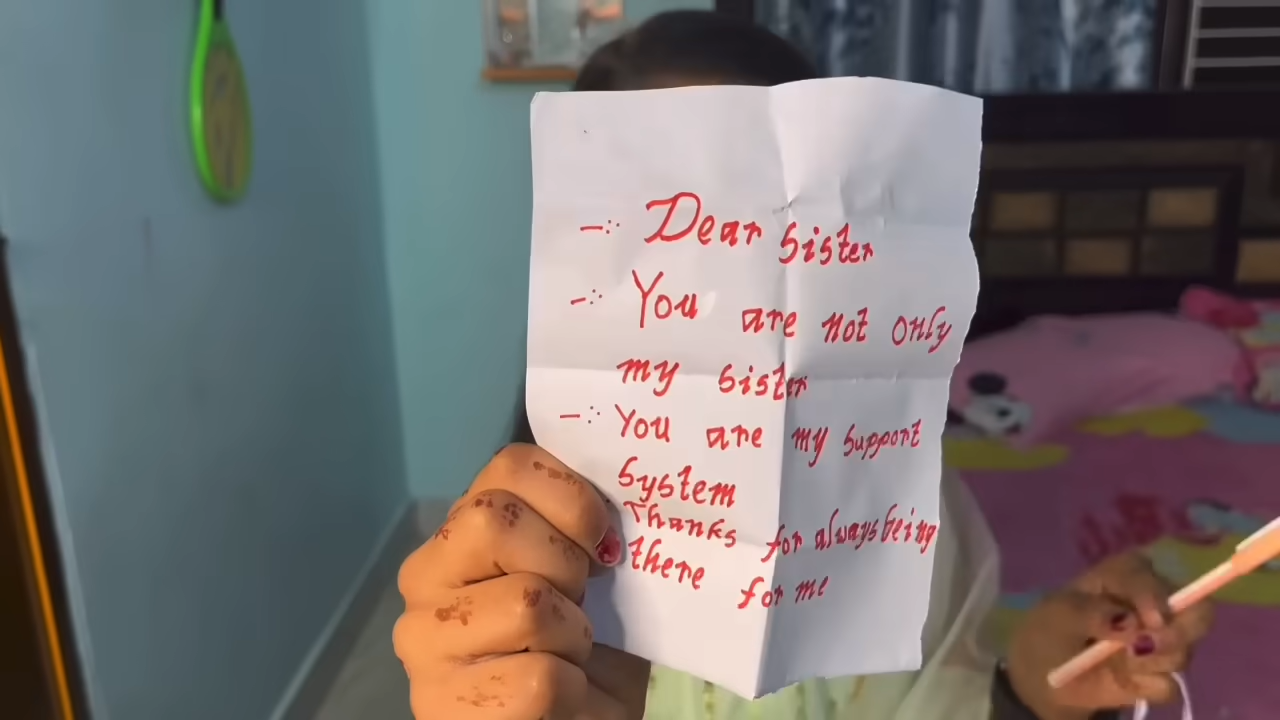 -: Dear sister
-: You are not only
my sister
-: You are my support
system
Thanks for always being
there for me